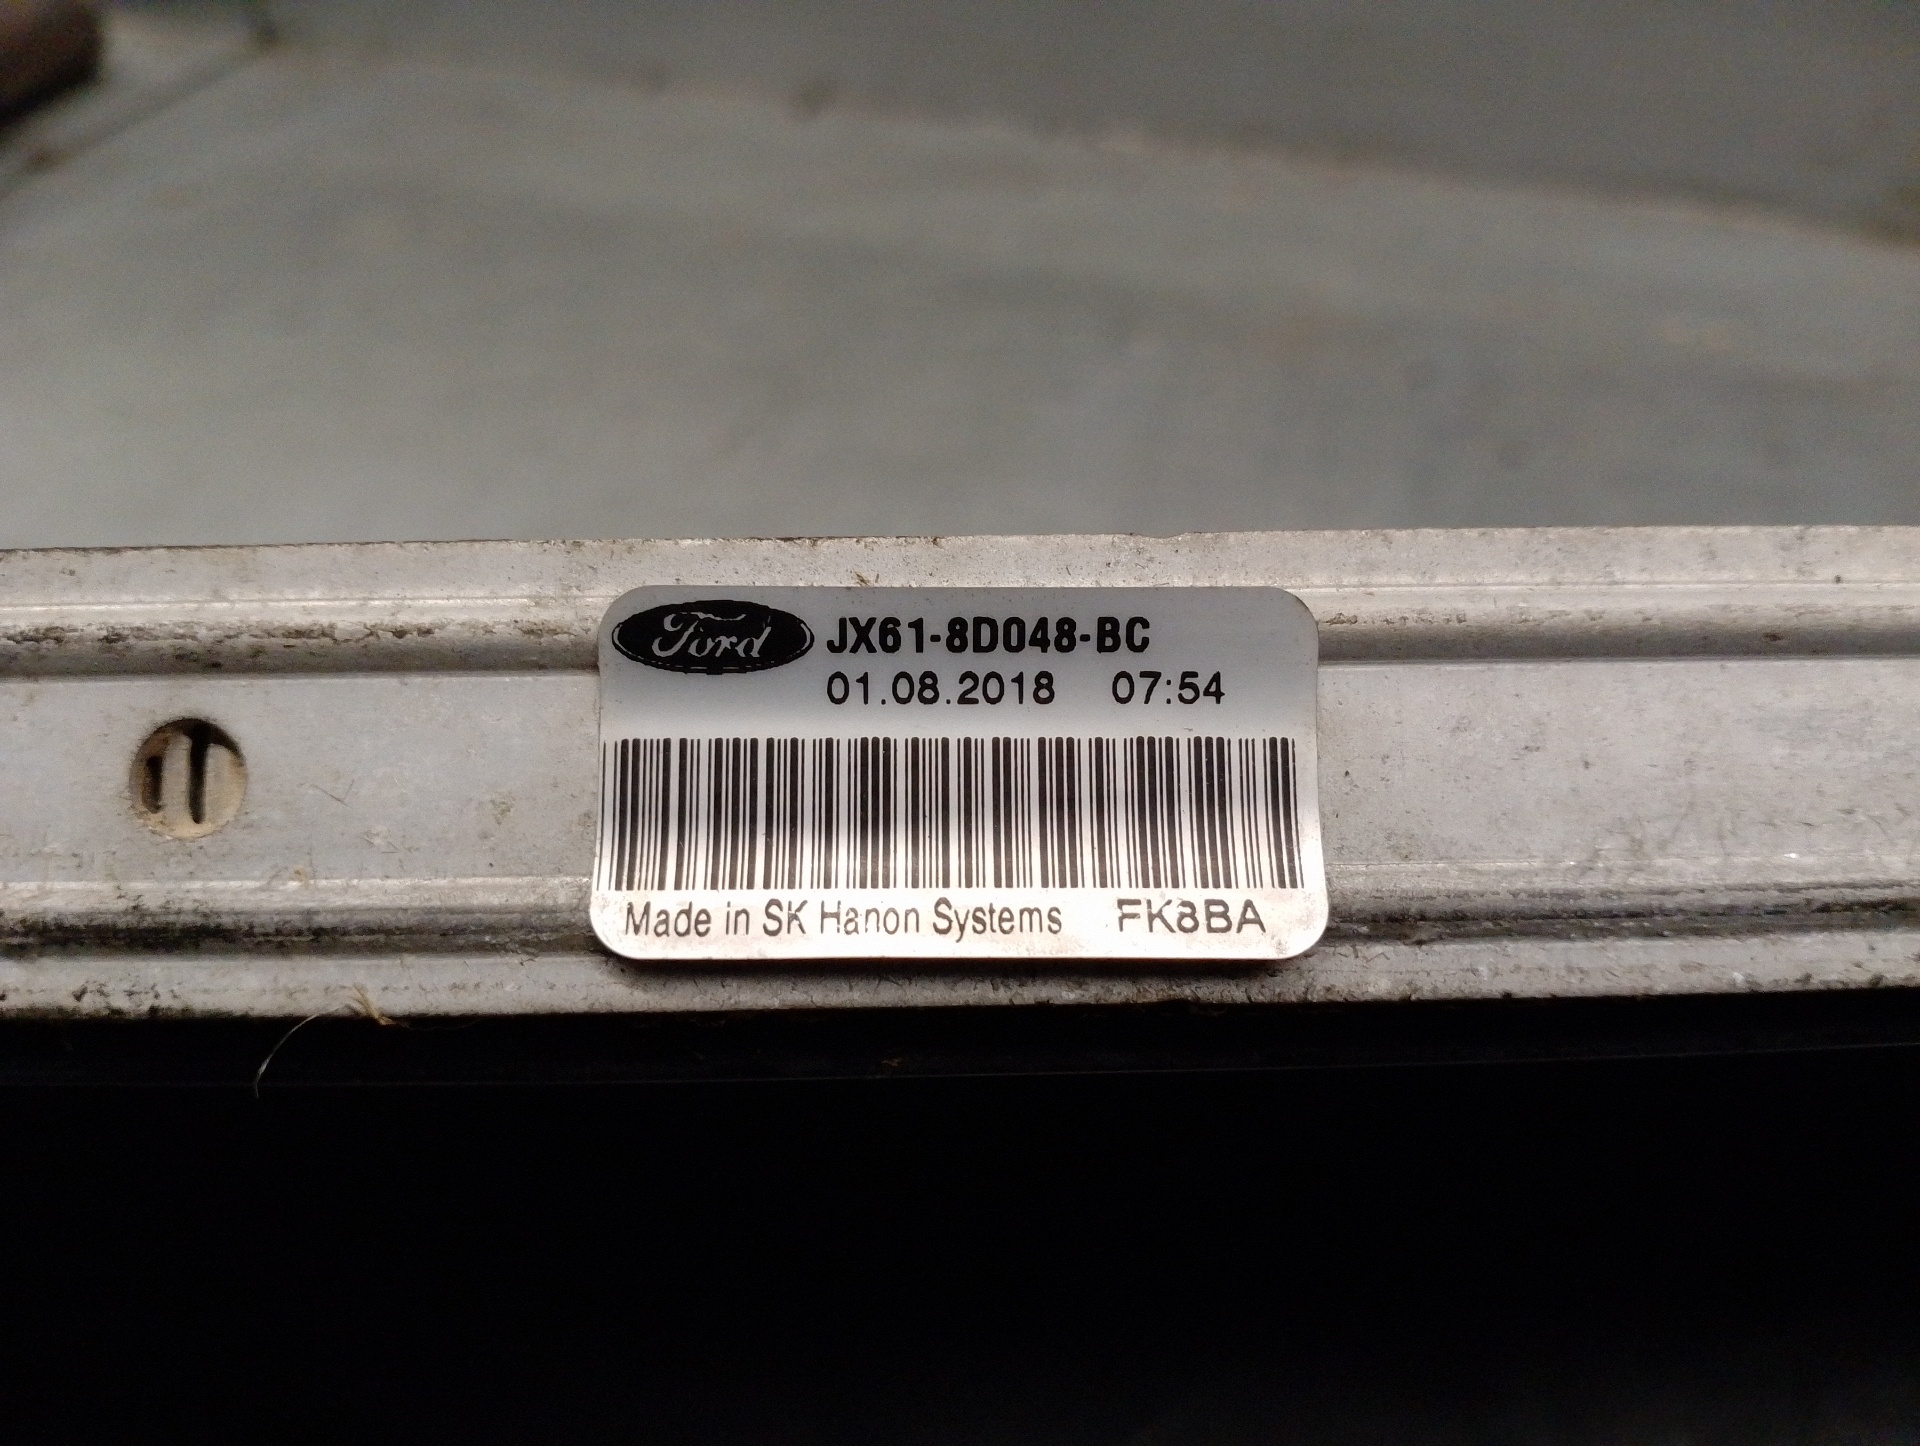 Ford JX61-8D048-BC
01.08.2018 07:54
Made in SK Hanon Systems FK8BA